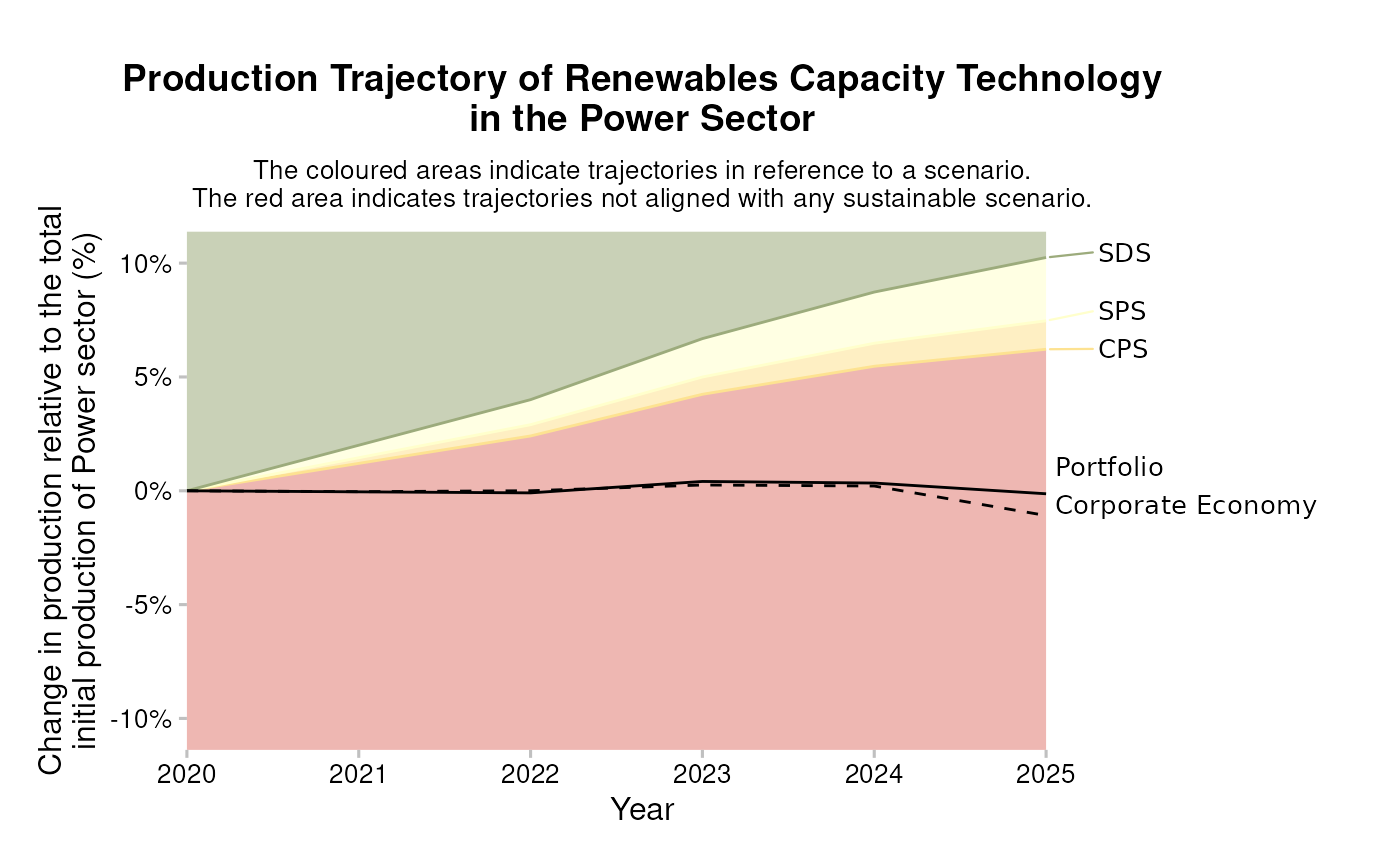 Production Trajectory of Renewables Capacity Technology
in the Power Sector
The coloured areas indicate trajectories in reference to a scenario.
The red area indicates trajectories not aligned with any sustainable scenario.
Change in production relative to the total
initial production of Power sector (%)
10%
5%
0%
-5%
-10%
SDS
SPS
CPS
Portfolio
Corporate Economy
2020
2021
2022
2023
2024
2025
Year